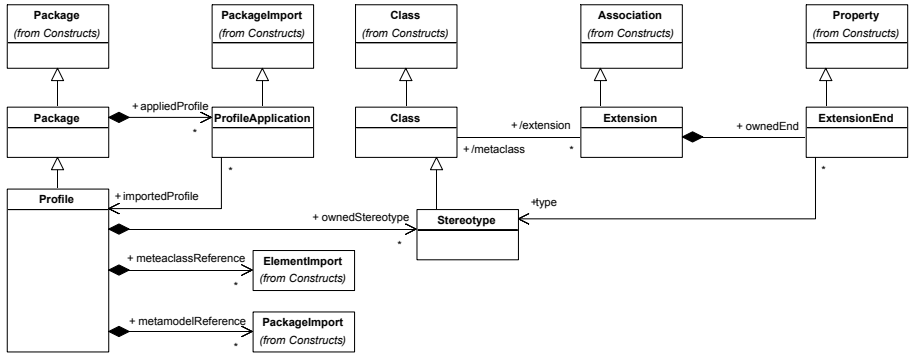 Package
(from Constructs)
PackageImport
(from Constructs)
Class
(from Constructs)
Association
(from Constructs)
Property
(from Constructs)
Package
+ appliedProfile
*
ProfileApplication
*
Class
+/extension
+/metaclass
*
Extension
+ ownedEnd
ExtensionEnd
*
Profile
+ importedProfile
+ ownedStereotype
*
Stereotype
+type
+ meteaclassReference
*
ElementImport
(from Constructs)
+ metamodelReference
*
PackageImport
(from Constructs)